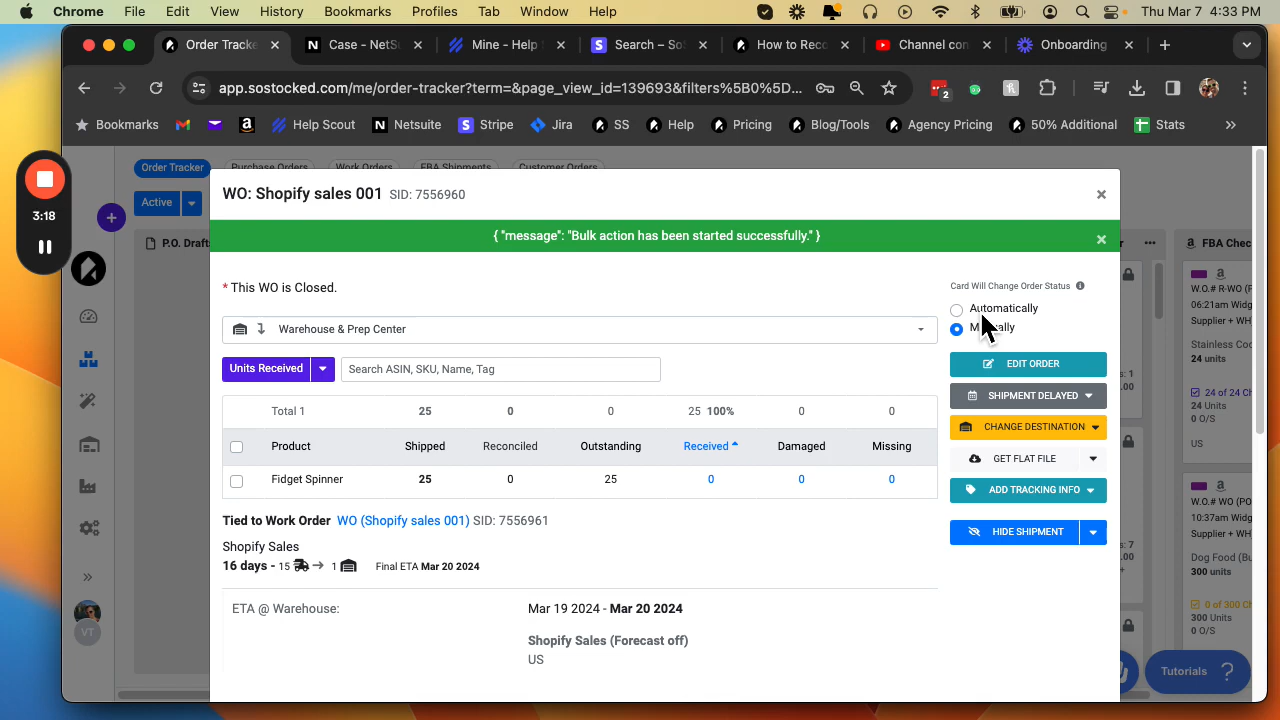 Chrome File Edit View History Bookmarks Profiles Tab Window Help Thu Mar 7 4:33 PM
Order Tracke Case - NetSu Mine - Help Search – So How to Reco Channel con Onboarding
app.sostocked.com/me/order-tracker?term=&page_view_id=139693&filters%5B0%5D...
2
Bookmarks Help Scout Netsuite Stripe Jira SS Help Pricing Blog/Tools Agency Pricing 50% Additional Stats
3:18
Order Tracker Purchase Orders Work Orders FBA Shipments Customer Orders
Active
P.O. Drafts
WO: Shopify sales 001 SID: 7556960
{ "message": "Bulk action has been started successfully." }
* This WO is Closed.
Card Will Change Order Status
Automatically
Warehouse & Prep Center
Units Received
Search ASIN, SKU, Name, Tag
EDIT ORDER
SHIPMENT DELAYED
CHANGE DESTINATION
GET FLAT FILE
ADD TRACKING INFO
HIDE SHIPMENT
Total 1 25 0 0 25 100% 0 0
Product Shipped Reconciled Outstanding Received Damaged Missing
Fidget Spinner 25 0 25 0 0 0
Tied to Work Order WO (Shopify sales 001) SID: 7556961
Shopify Sales
16 days - 15 1 Final ETA Mar 20 2024
ETA @ Warehouse: Mar 19 2024 - Mar 20 2024
Shopify Sales (Forecast off)
US
FBA Chec
W.O.# R-WO (P
06:21am Widg
Supplier + WH
Stainless Coo
24 units
24 of 24 Ch
24 Units
0 O/S
US
W.O.# WO (PO
10:37am Widg
Supplier + WH
Dog Food (Bu
300 units
0 of 300 Ch
300 Units
0 O/S
VT
Tutorials ?